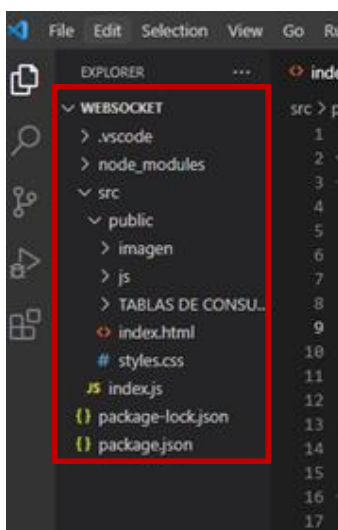 File Edit Selection View Go Ru
EXPLORER ... <> inde
WEBSOCKET src > p
> .vscode 1
> node_modules 2
src 3
public 4
> imagen 5
> js 6
> TABLAS DE CONSU... 7
<> index.html 8
# styles.css 9
JS index.js 10
{} package-lock.json 11
{} package.json 12
13
14
15
16
17